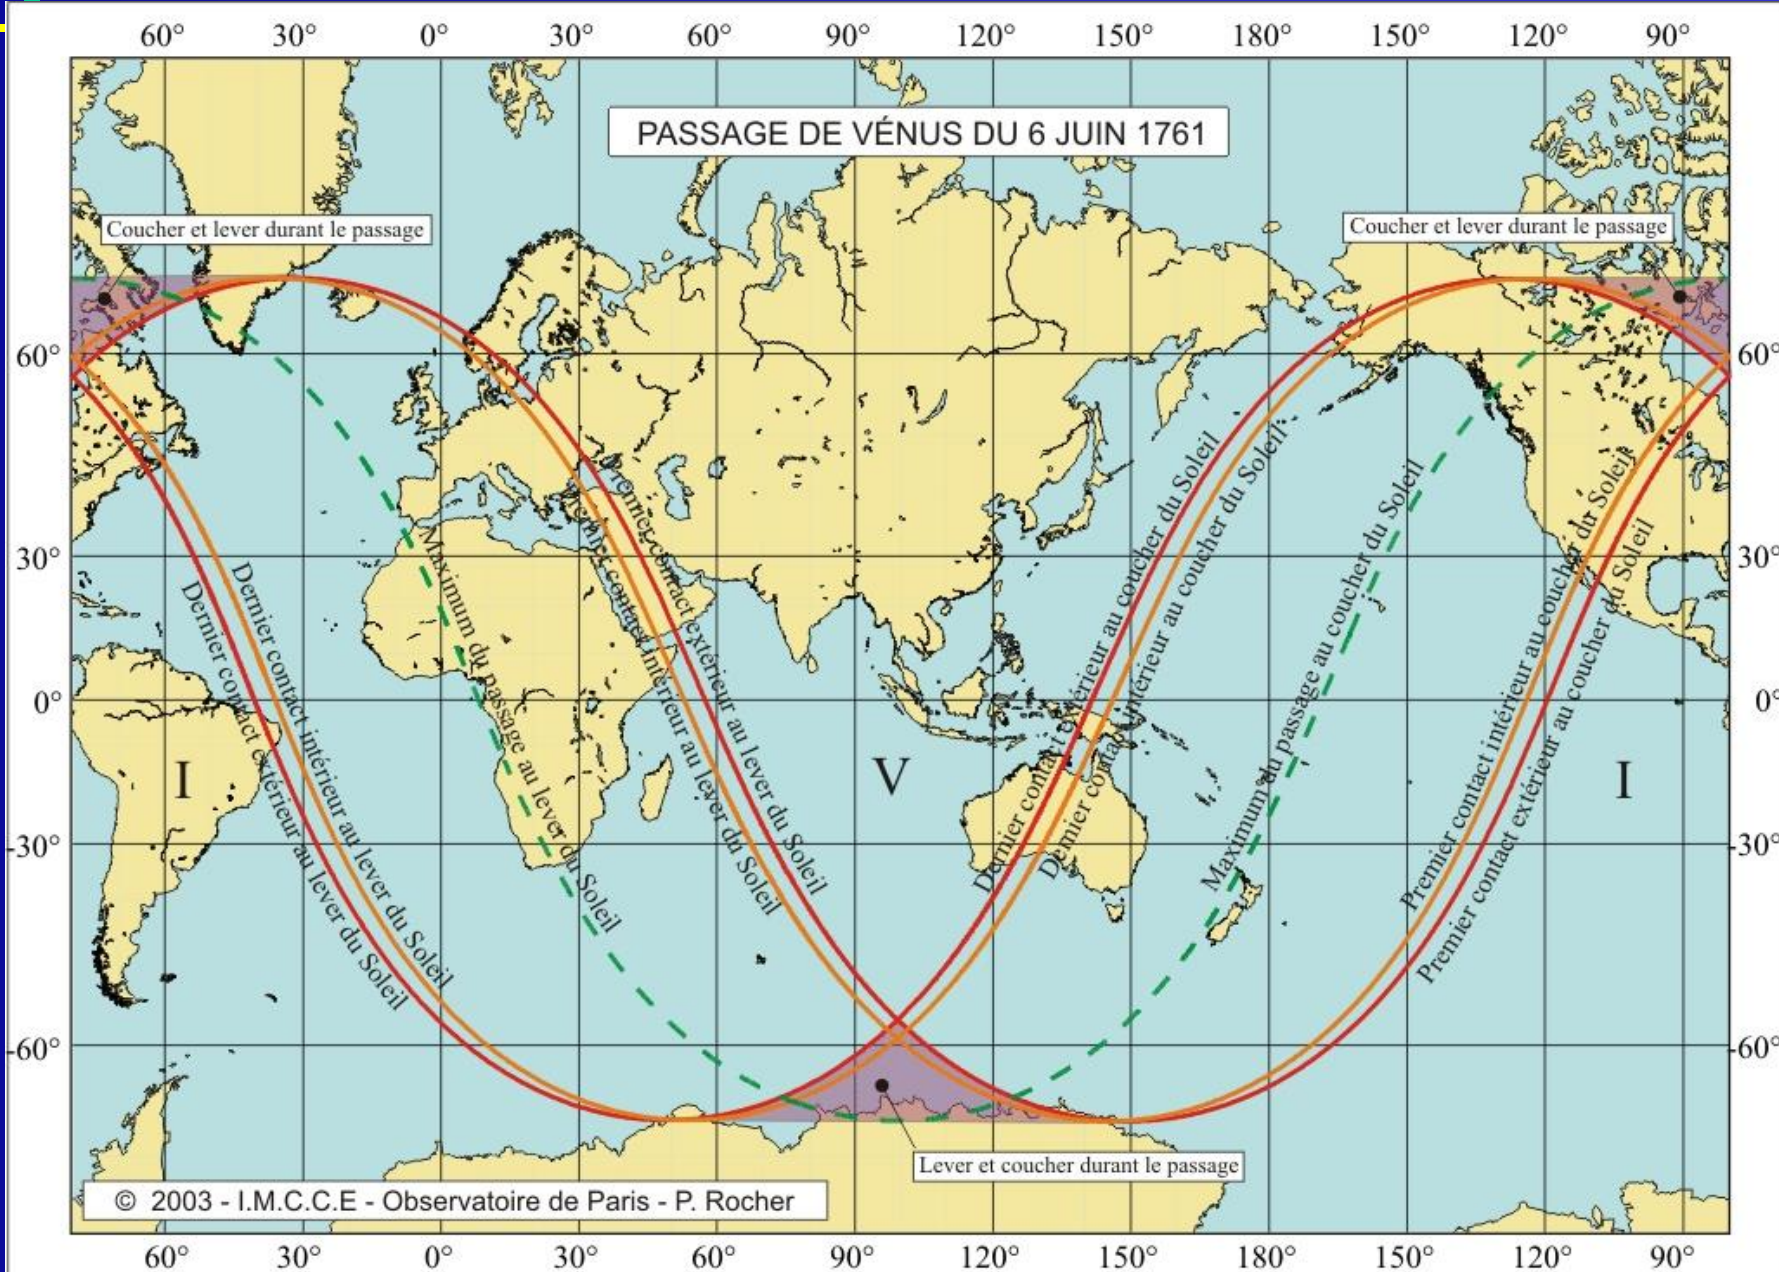 60° 30° 0° 30° 60° 90° 120° 150° 180° 150° 120° 90°
PASSAGE DE VÉNUS DU 6 JUIN 1761
Coucher et lever durant le passage
Coucher et lever durant le passage
60° 60°
30° 30°
0° 0°
-30° -30°
-60° -60°
Dernier contact extérieur au lever du Soleil
Dernier contact intérieur au lever du Soleil
Maximum du passage au lever du Soleil
Premier contact intérieur au lever du Soleil
Premier contact extérieur au lever du Soleil
Dernier contact extérieur au coucher du Soleil
Dernier contact intérieur au coucher du Soleil
Maximum du passage au coucher du Soleil
Premier contact intérieur au coucher du Soleil
Premier contact extérieur au coucher du Soleil
I
V
I
Lever et coucher durant le passage
© 2003 - I.M.C.C.E - Observatoire de Paris - P. Rocher
60° 30° 0° 30° 60° 90° 120° 150° 180° 150° 120° 90°